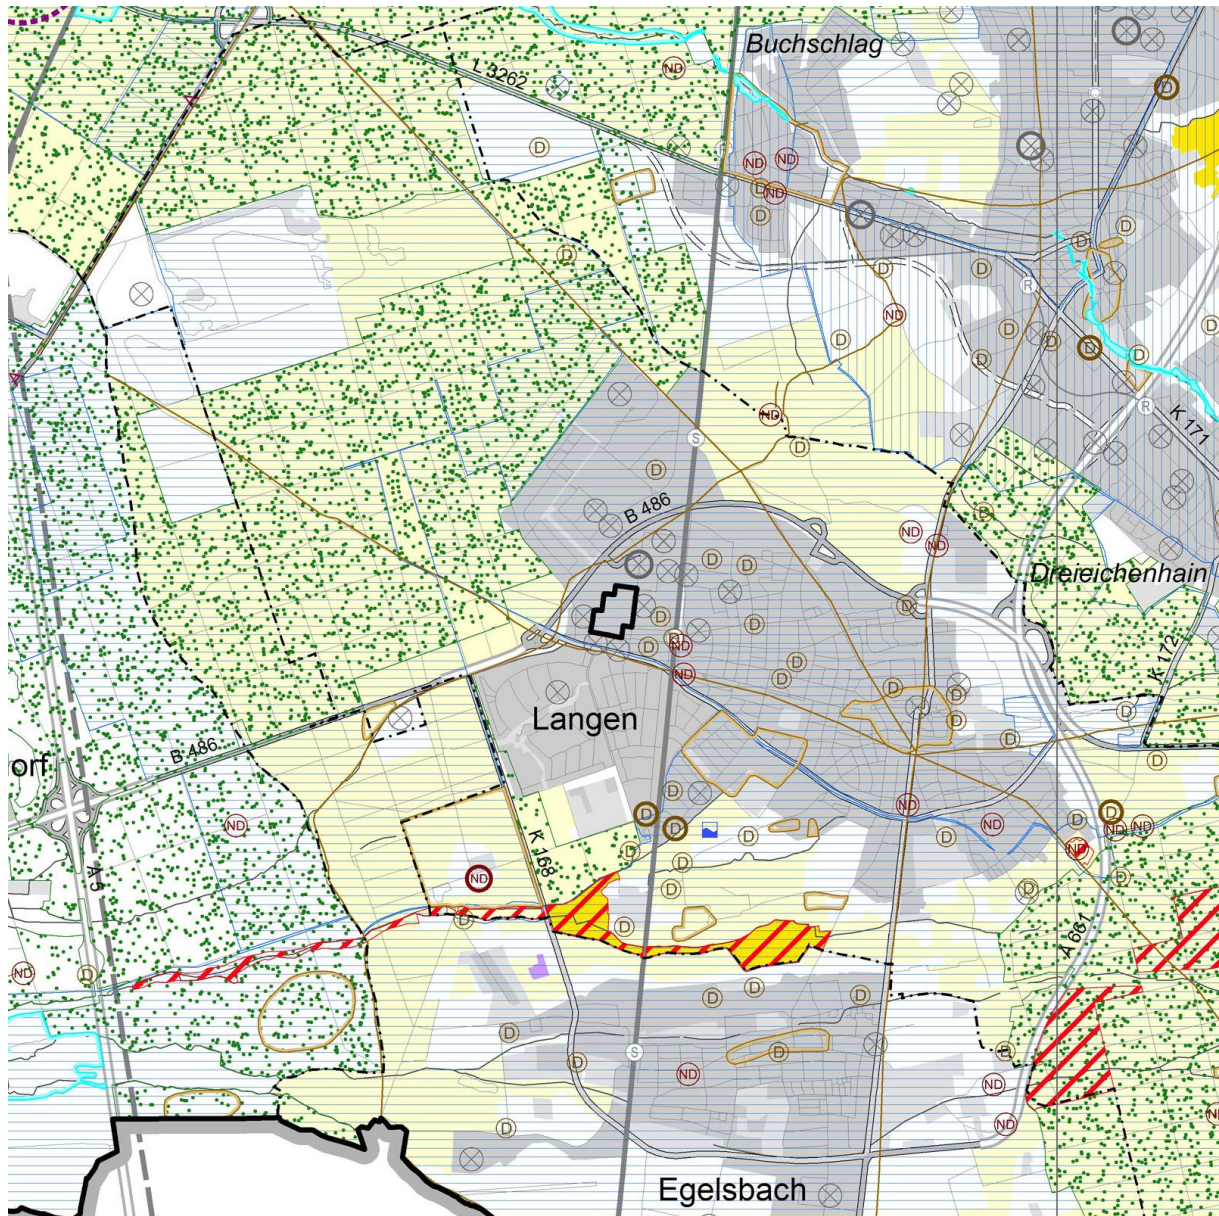 Buchschlag
L 3262
K 171
B 486
Dreieichenhain
K 172
Langen
B 486
orf
K 168
A 5
A 661
Egelsbach
ND
D
S
R